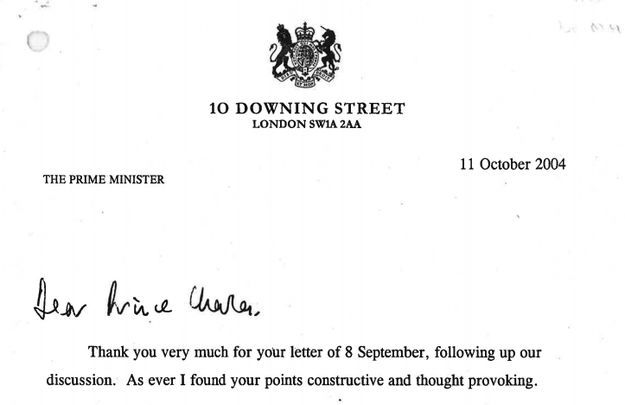 10 DOWNING STREET
LONDON SW1A 2AA
11 October 2004
THE PRIME MINISTER
Dear Prince Charles,
Thank you very much for your letter of 8 September, following up our
discussion. As ever I found your points constructive and thought provoking.